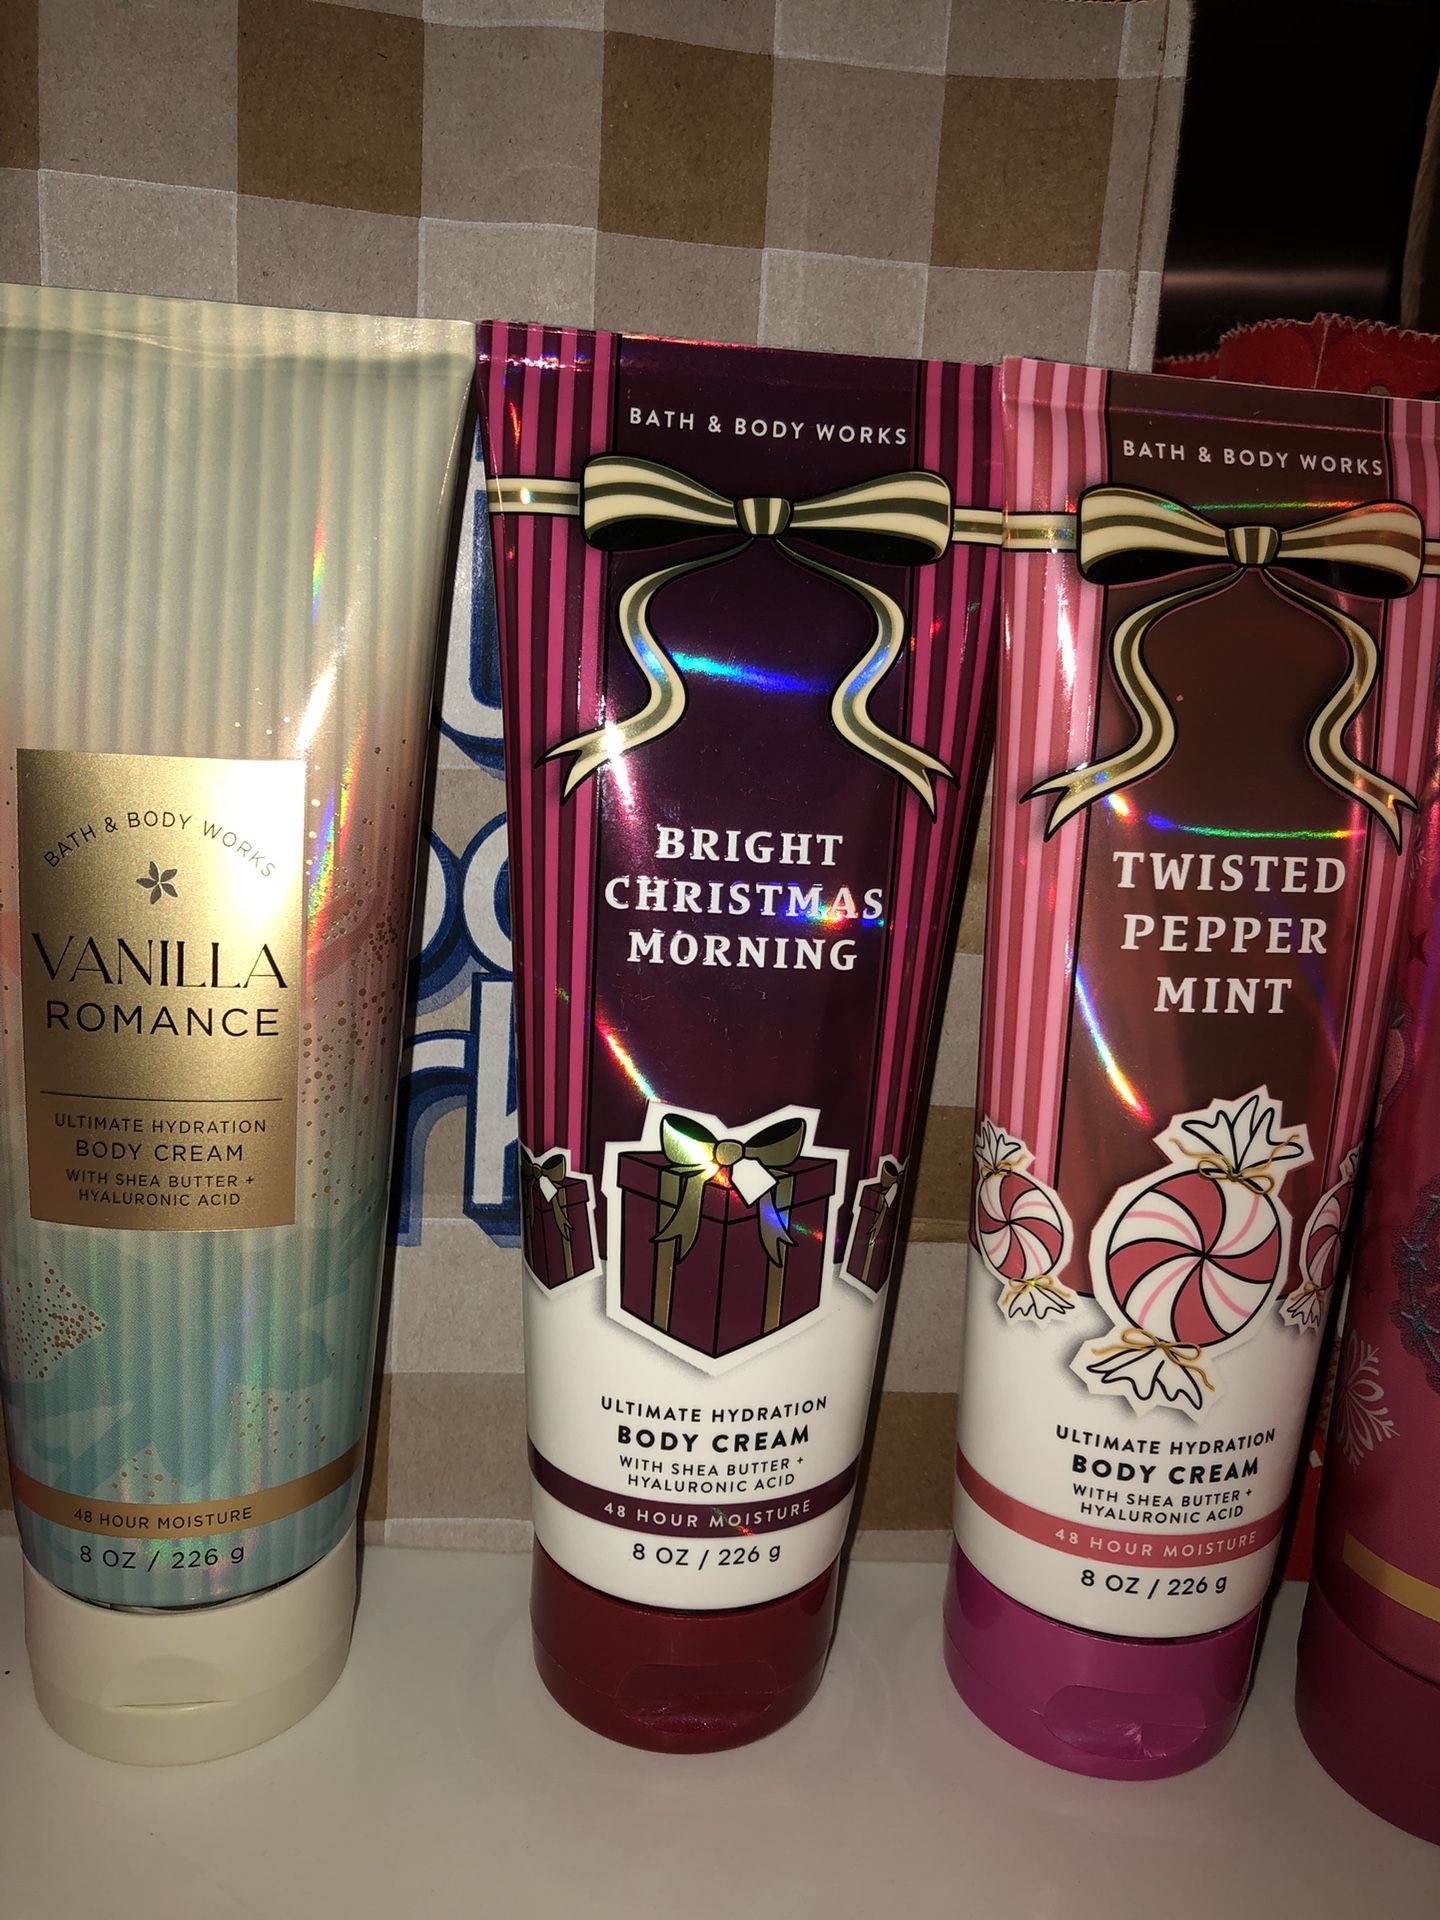 BATH & BODY WORKS
VANILLA
ROMANCE
ULTIMATE HYDRATION
BODY CREAM
WITH SHEA BUTTER +
HYALURONIC ACID
48 HOUR MOISTURE
8 OZ / 226 g
BATH & BODY WORKS
BRIGHT
CHRISTMAS
MORNING
ULTIMATE HYDRATION
BODY CREAM
WITH SHEA BUTTER +
HYALURONIC ACID
48 HOUR MOISTURE
8 OZ / 226 g
BATH & BODY WORKS
TWISTED
PEPPER
MINT
ULTIMATE HYDRATION
BODY CREAM
WITH SHEA BUTTER +
HYALURONIC ACID
48 HOUR MOISTURE
8 OZ / 226 g